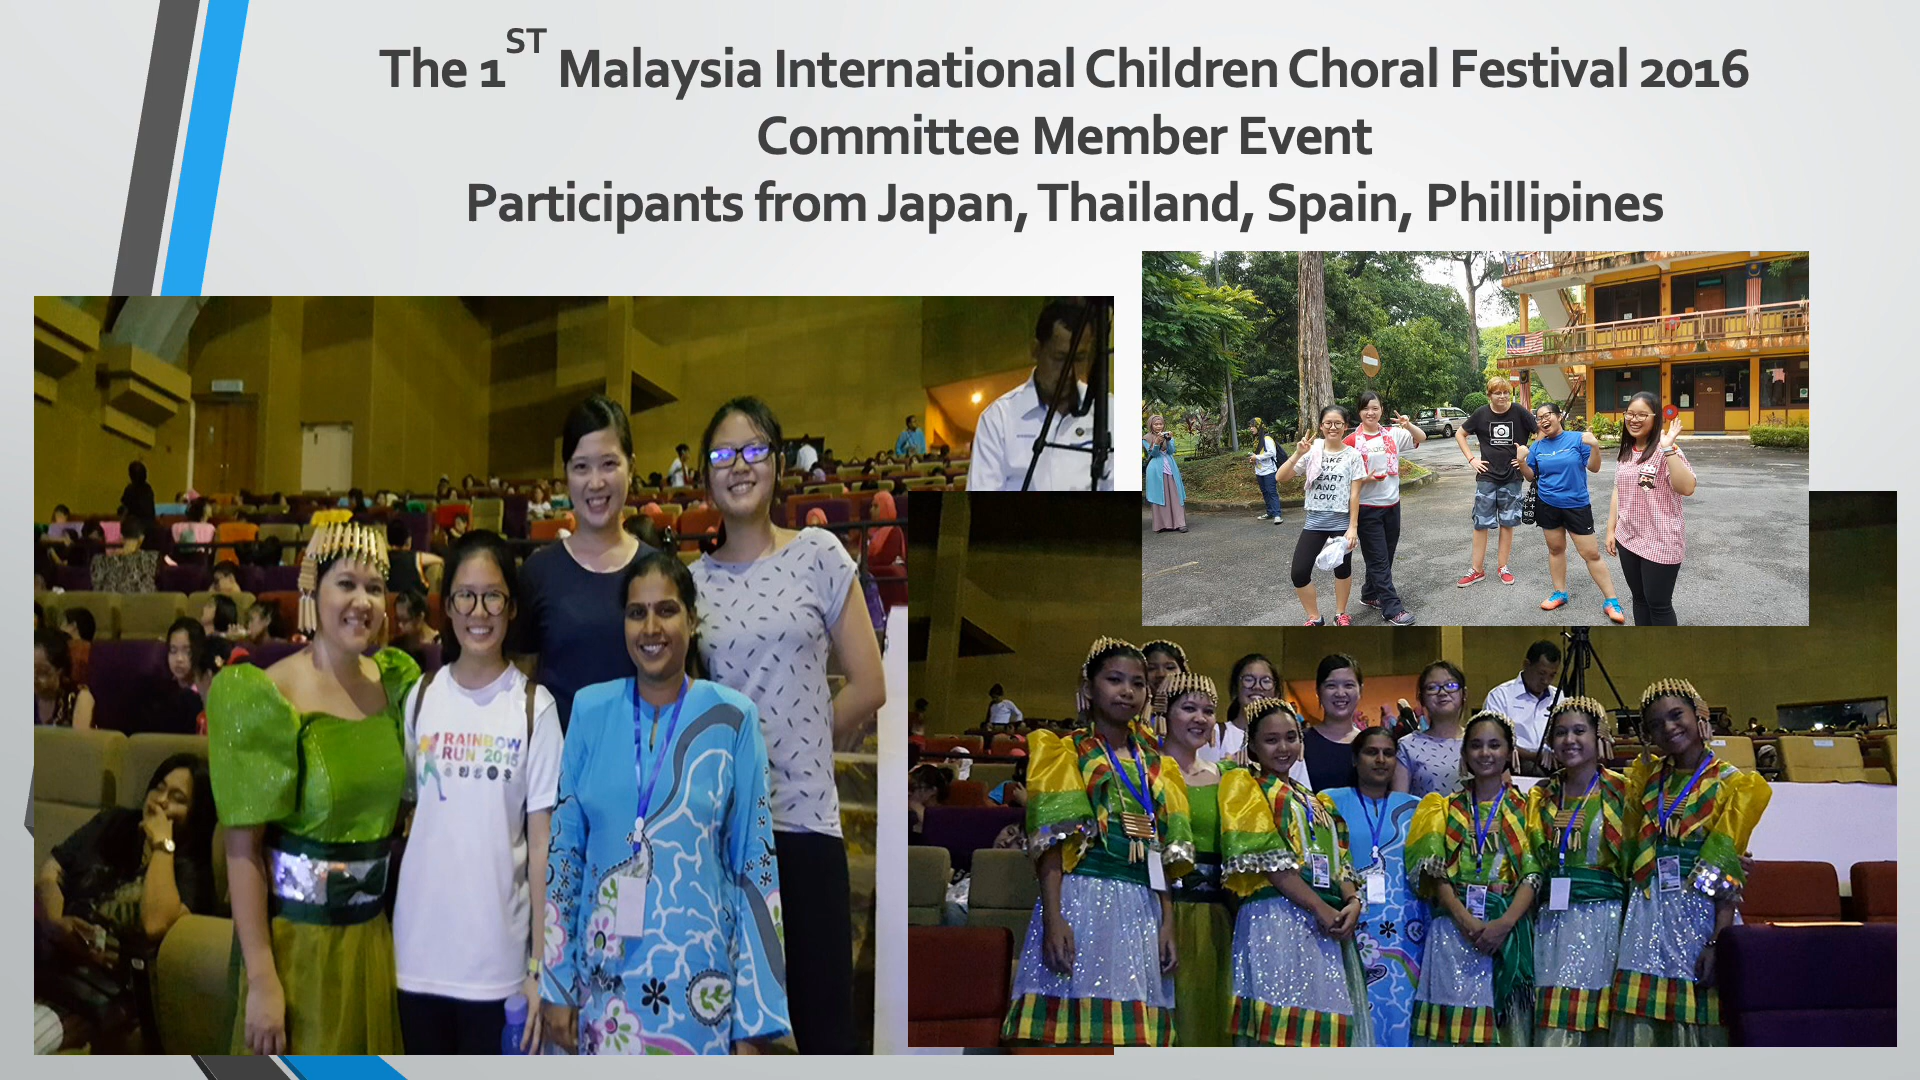 The 1ST Malaysia International Children Choral Festival 2016
Committee Member Event
Participants from Japan, Thailand, Spain, Phillipines
RAINBOW
RUN 2015
MY
HEART
AND
LOVE